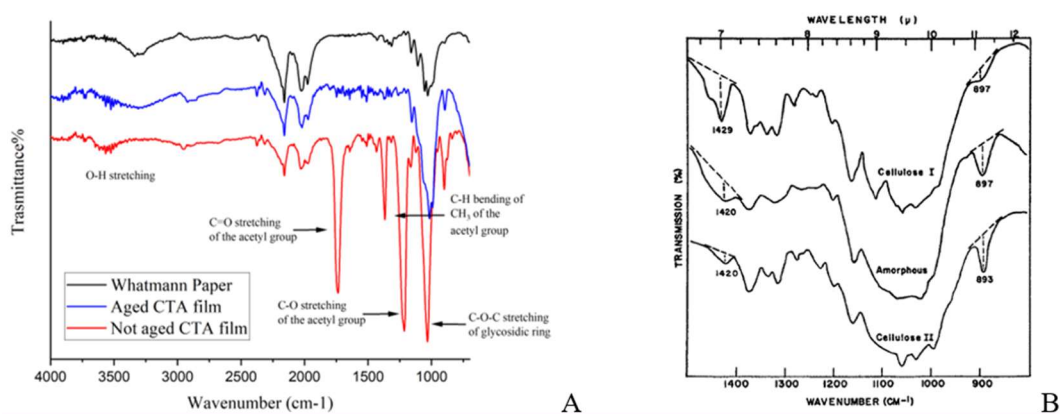 Trasmittance%
O-H stretching
C=O stretching
of the acetyl group
C-H bending of
CH3 of the
acetyl group
C-O stretching
of the acetyl group
C-O-C stretching
of glycosidic ring
Whatmann Paper
Aged CTA film
Not aged CTA film
4000 3500 3000 2500 2000 1500 1000
Wavenumber (cm-1)
A
WAVELENGTH (μ)
7 8 9 10 11 12
TRANSMISSION (%)
1429
897
Cellulose I
1420
897
Amorphous
1420
893
Cellulose II
1400 1300 1200 1100 1000 900
WAVENUMBER (CM-1)
B